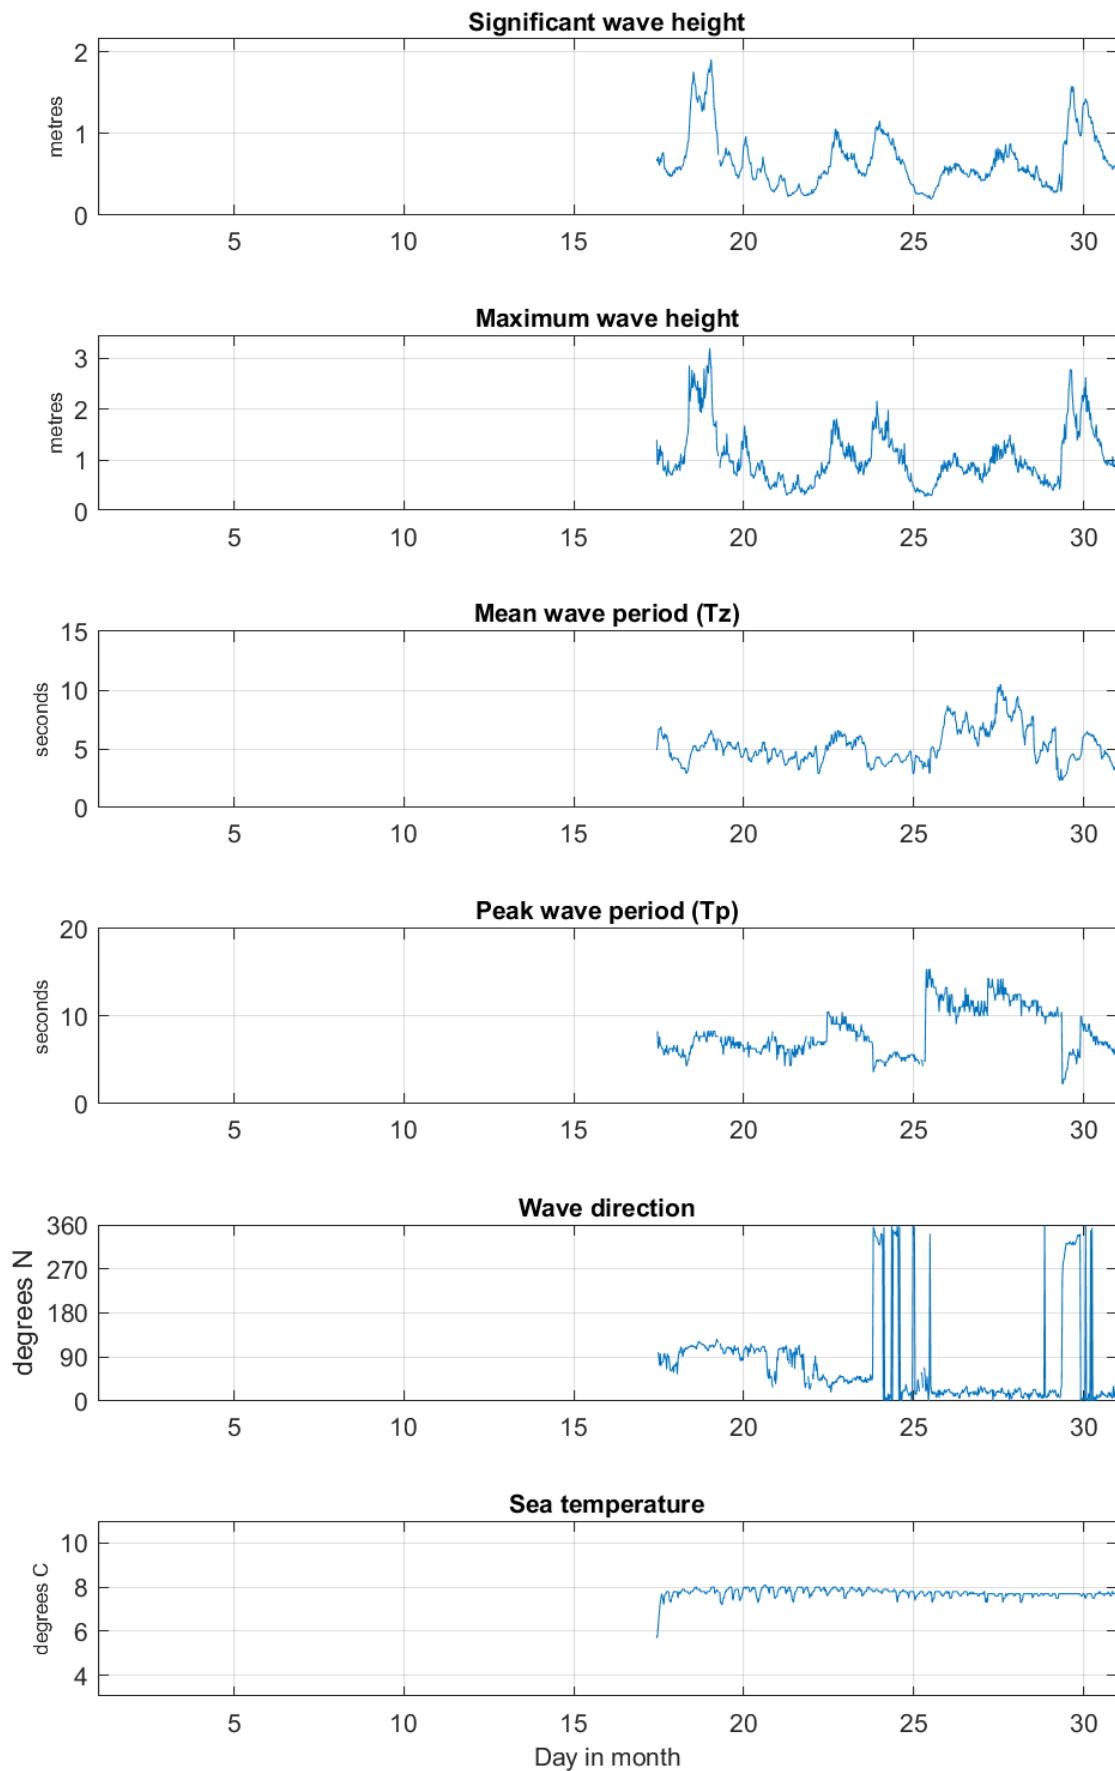 Significant wave height
2
1
0
metres
5 10 15 20 25 30
Maximum wave height
3
2
1
0
metres
5 10 15 20 25 30
Mean wave period (Tz)
15
10
5
0
seconds
5 10 15 20 25 30
Peak wave period (Tp)
20
10
0
seconds
5 10 15 20 25 30
Wave direction
360
270
180
90
0
degrees N
5 10 15 20 25 30
Sea temperature
10
8
6
4
degrees C
5 10 15 20 25 30
Day in month